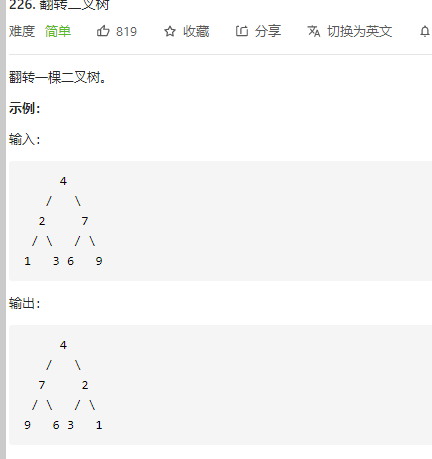 226. 翻转二叉树
难度 简单 819 收藏 分享 切换为英文
翻转一棵二叉树。
示例：
输入：
4
/ \
2 7
/ \ / \
1 3 6 9
输出：
4
/ \
7 2
/ \ / \
9 6 3 1